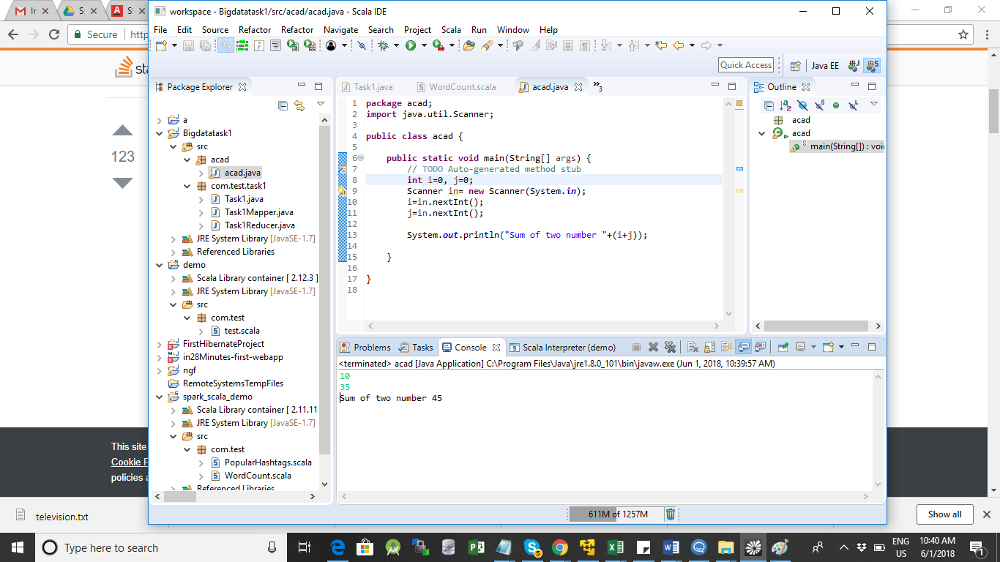 In
S
A
S
workspace - Bigdatatask1/src/acad/acad.java - Scala IDE
Secure
File Edit Source Refactor Refactor Navigate Search Project Scala Run Window Help
Quick Access
Java EE
Package Explorer
a
Bigdatatask1
src
acad
acad.java
com.test.task1
Task1.java
Task1Mapper.java
Task1Reducer.java
JRE System Library [JavaSE-1.7]
Referenced Libraries
demo
Scala Library container [ 2.12.3 ]
JRE System Library [JavaSE-1.7]
src
com.test
test.scala
FirstHibernateProject
in28Minutes-first-webapp
ngf
RemoteSystemsTempFiles
spark_scala_demo
Scala Library container [ 2.11.11
JRE System Library [JavaSE-1.7]
src
com.test
PopularHashtags.scala
WordCount.scala
Referenced Libraries
Task1.java WordCount.scala acad.java »3
1 package acad;
2 import java.util.Scanner;
3
4 public class acad {
5
6 public static void main(String[] args) {
7 // TODO Auto-generated method stub
8 int i=0, j=0;
9 Scanner in= new Scanner(System.in);
10 i=in.nextInt();
11 j=in.nextInt();
12
13 System.out.println("Sum of two number "+(i+j));
14
15 }
16
17 }
18
Outline
acad
acad
main(String[]) : voi
Problems Tasks Console Scala Interpreter (demo)
<terminated> acad [Java Application] C:\Program Files\Java\jre1.8.0_101\bin\javaw.exe (Jun 1, 2018, 10:39:57 AM)
10
35
Sum of two number 45
611M of 1257M
123
This site
policies
television.txt
Show all
Type here to search
5
ENG
US
10:40 AM
6/1/2018
1